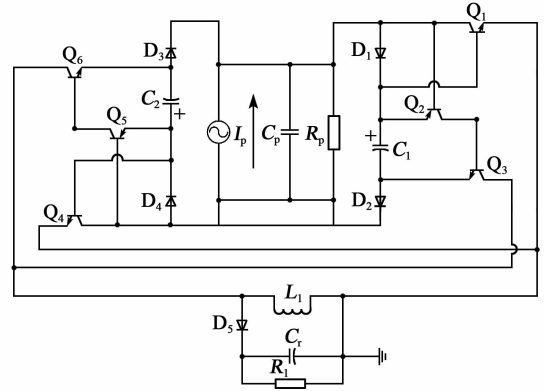 Q₁
Q₆
D₃
D₁
C₂
+
Q₅
Q₂
Iₚ
Cₚ
Rₚ
+
C₁
Q₃
Q₄
D₄
D₂
L₁
D₅
Cᵣ
R₁